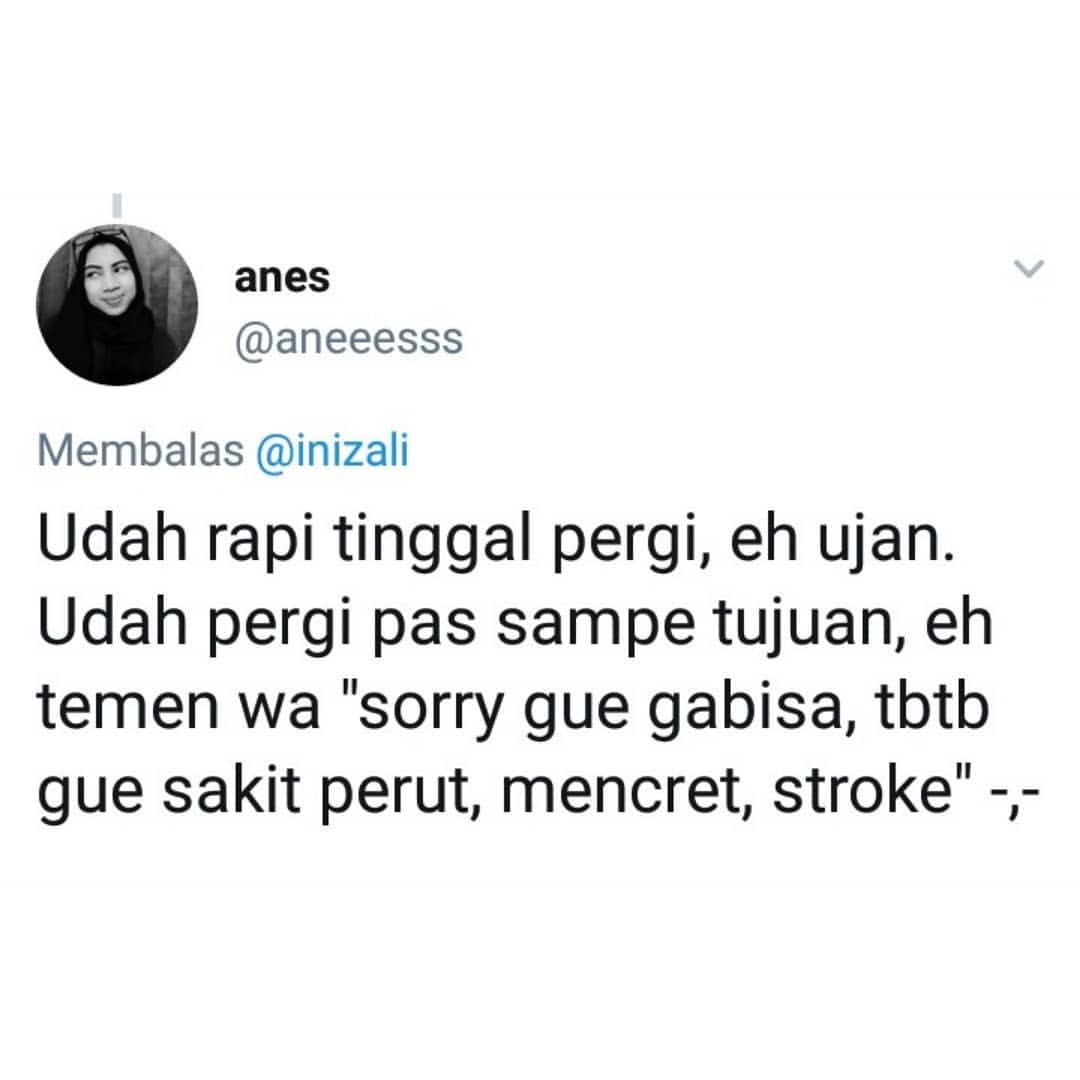 anes
@aneeesss
Membalas @inizali
Udah rapi tinggal pergi, eh ujan.
Udah pergi pas sampe tujuan, eh
temen wa "sorry gue gabisa, tbtb
gue sakit perut, mencret, stroke" -,-